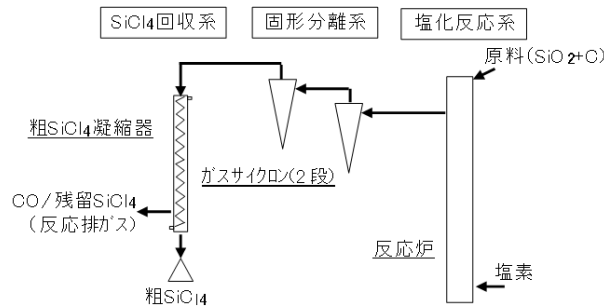 SiCl4回収系
固形分離系
塩化反応系
原料(SiO2+C)
粗SiCl4凝縮器
ガスサイクロン(2段)
CO/残留SiCl4
(反応排ガス)
反応炉
塩素
粗SiCl4